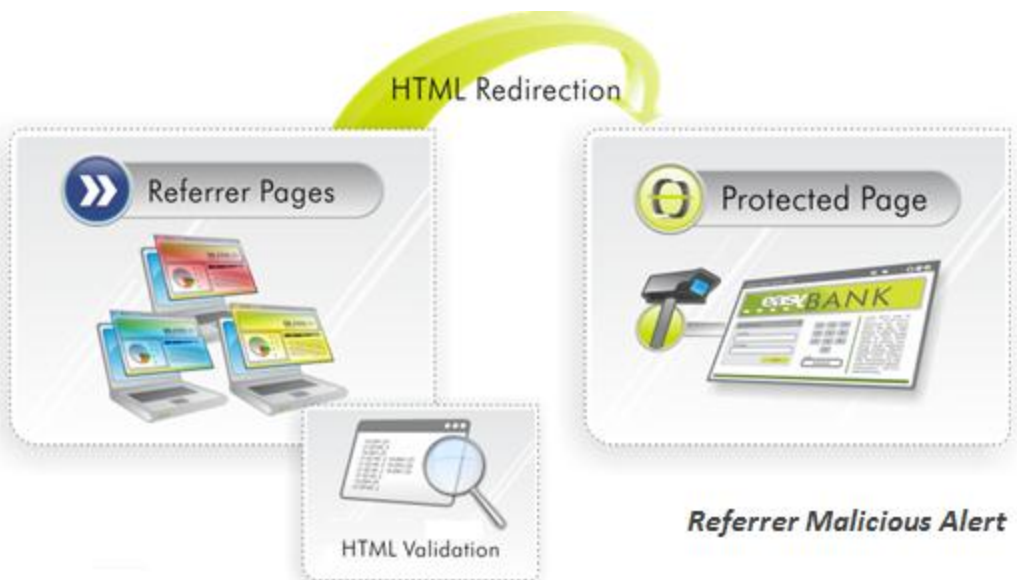 HTML Redirection
Referrer Pages
Protected Page
easyBANK
HTML Validation
Referrer Malicious Alert